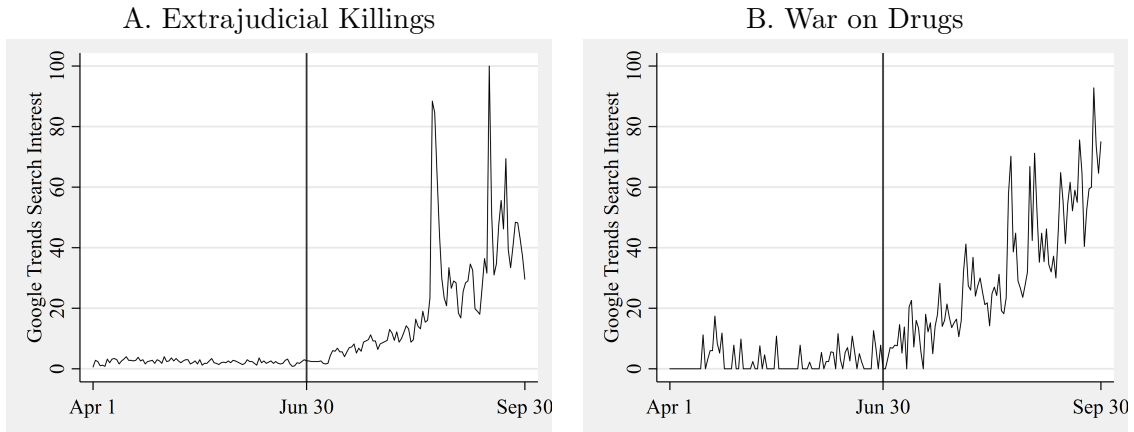 A. Extrajudicial Killings
Google Trends Search Interest
100
80
60
40
20
0
Apr 1
Jun 30
Sep 30
B. War on Drugs
Google Trends Search Interest
100
80
60
40
20
0
Apr 1
Jun 30
Sep 30